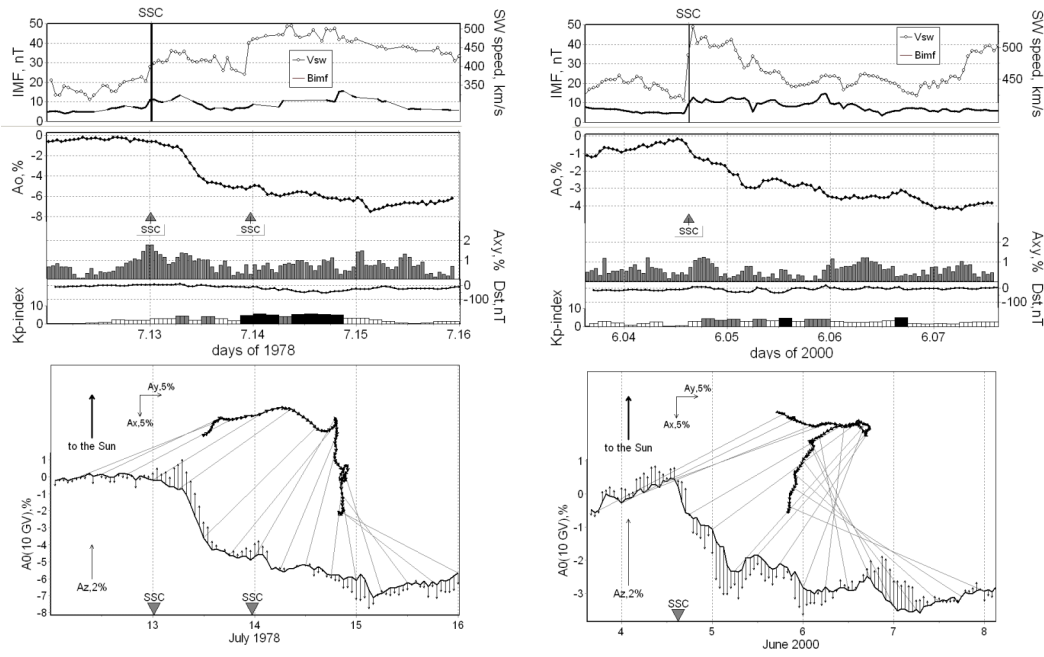 SSC
50
40
30
20
10
0
IMF, nT
500
450
400
350
SW speed, km/s
Vsw
Bimf
0
-2
-4
-6
-8
Ao, %
SSC
SSC
2
1
0
Axy, %
0
-100
Dst,nT
10
0
Kp-index
7.13
7.14
7.15
7.16
days of 1978
SSC
50
40
30
20
10
0
IMF, nT
500
450
SW speed, km/s
Vsw
Bimf
0
-1
-2
-3
-4
Ao, %
SSC
2
1
0
Axy, %
0
-100
Dst,nT
10
0
Kp-index
6.04
6.05
6.06
6.07
days of 2000
Ay,5%
Ax,5%
to the Sun
1
0
-1
-2
-3
-4
-5
-6
-7
-8
A0(10 GV),%
Az,2%
SSC
SSC
13
14
15
16
July 1978
Ay,5%
Ax,5%
to the Sun
1
0
-1
-2
-3
A0(10 GV),%
Az,2%
SSC
4
5
6
7
8
June 2000